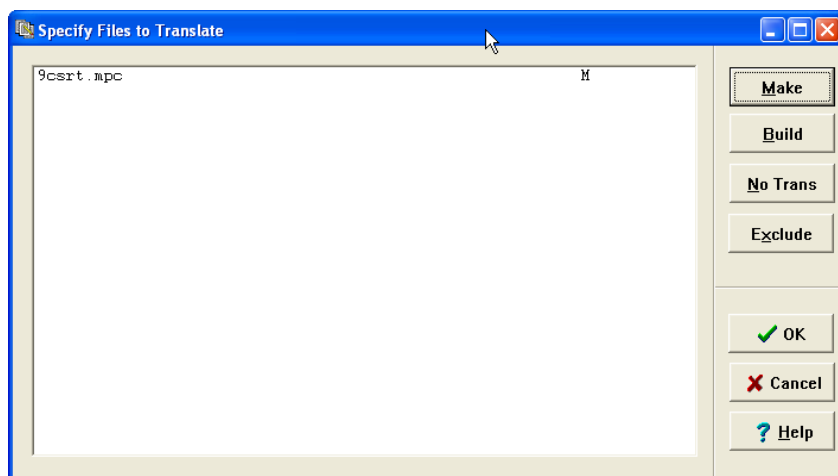 Specify Files to Translate
9csrt.mpc M
Make
Build
No Trans
Exclude
OK
Cancel
Help